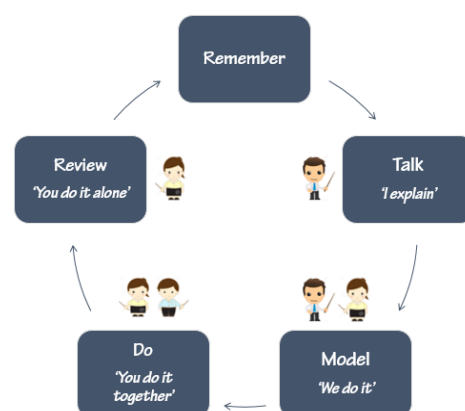 Remember
Talk
'I explain'
Model
'We do it'
Do
'You do it
together'
Review
'You do it alone'